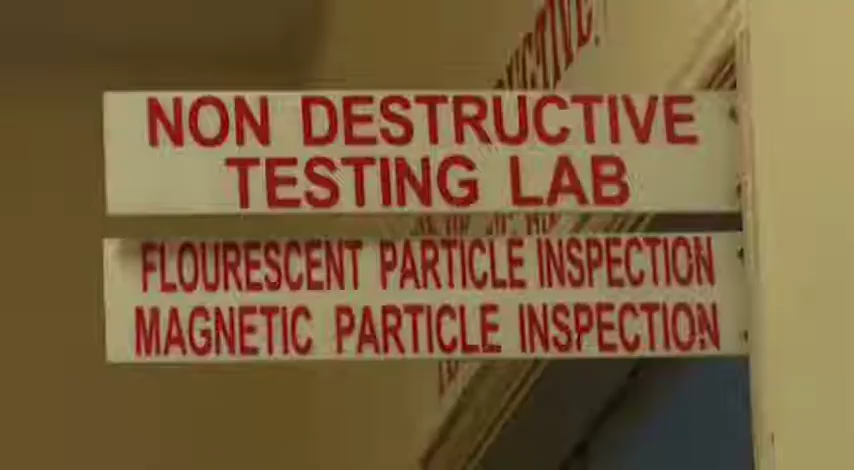 NON DESTRUCTIVE
TESTING LAB
FLOURESCENT PARTICLE INSPECTION
MAGNETIC PARTICLE INSPECTION